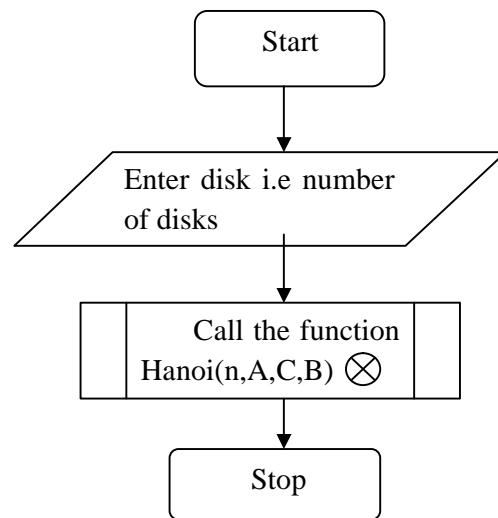 Start
Enter disk i.e number
of disks
Call the function
Hanoi(n,A,C,B)
Stop